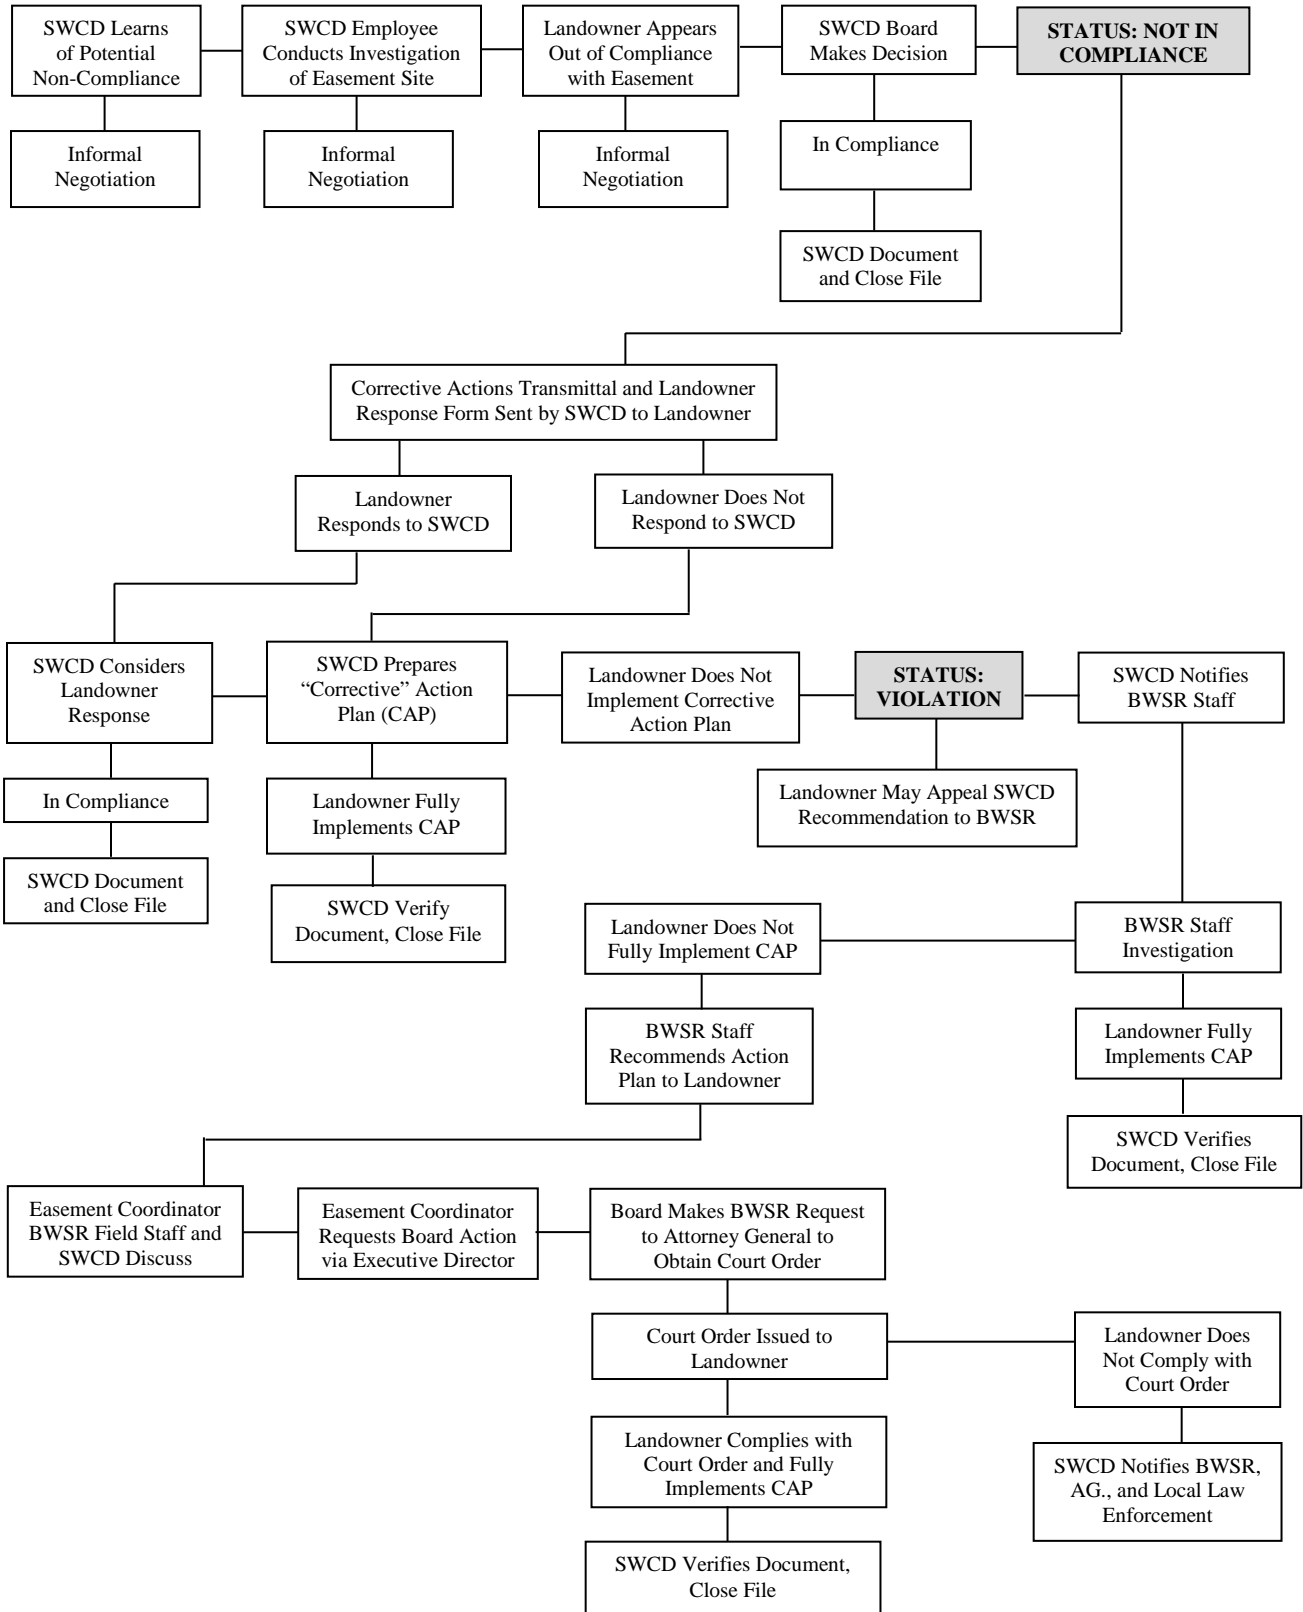 SWCD Learns
of Potential
Non-Compliance
SWCD Employee
Conducts Investigation
of Easement Site
Landowner Appears
Out of Compliance
with Easement
SWCD Board
Makes Decision
STATUS: NOT IN
COMPLIANCE
Informal
Negotiation
Informal
Negotiation
Informal
Negotiation
In Compliance
SWCD Document
and Close File
Corrective Actions Transmittal and Landowner
Response Form Sent by SWCD to Landowner
Landowner
Responds to SWCD
Landowner Does Not
Respond to SWCD
SWCD Considers
Landowner
Response
SWCD Prepares
“Corrective” Action
Plan (CAP)
Landowner Does Not
Implement Corrective
Action Plan
STATUS:
VIOLATION
SWCD Notifies
BWSR Staff
In Compliance
Landowner Fully
Implements CAP
Landowner May Appeal SWCD
Recommendation to BWSR
SWCD Document
and Close File
SWCD Verify
Document, Close File
Landowner Does Not
Fully Implement CAP
BWSR Staff
Investigation
BWSR Staff
Recommends Action
Plan to Landowner
Landowner Fully
Implements CAP
SWCD Verifies
Document, Close File
Easement Coordinator
BWSR Field Staff and
SWCD Discuss
Easement Coordinator
Requests Board Action
via Executive Director
Board Makes BWSR Request
to Attorney General to
Obtain Court Order
Court Order Issued to
Landowner
Landowner Does
Not Comply with
Court Order
Landowner Complies with
Court Order and Fully
Implements CAP
SWCD Notifies BWSR,
AG., and Local Law
Enforcement
SWCD Verifies Document,
Close File